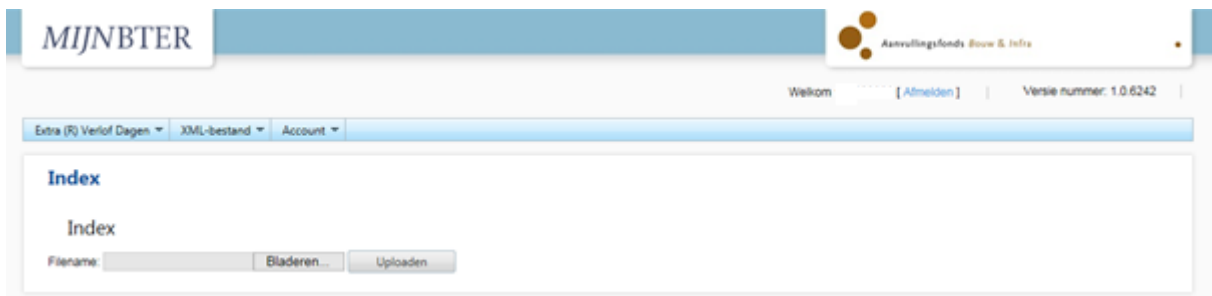 MIJNBTER
Aanvullingsfonds Bouw & Infra
Welkom [ Afmelden ] | Versie nummer: 1.0.6242 |
Extra (R) Verlof Dagen XML-bestand Account
Index
Index
Filename: Bladeren... Uploaden